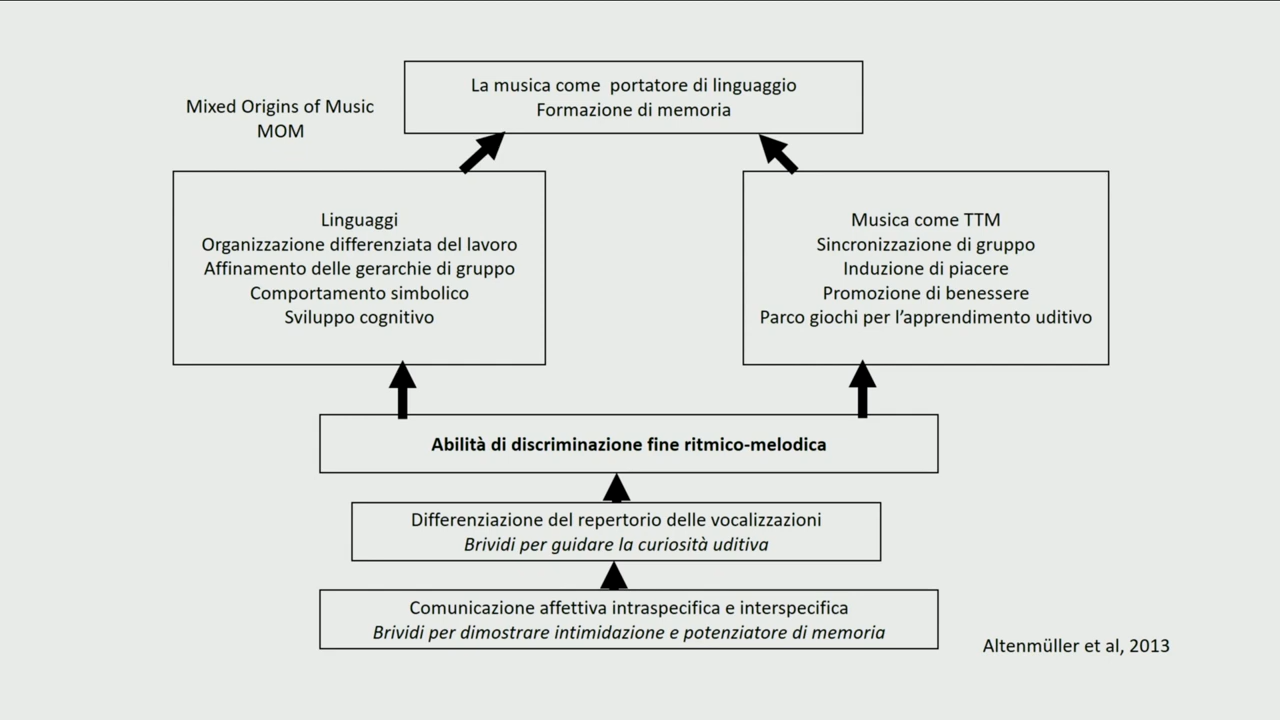 La musica come portatore di linguaggio
Formazione di memoria
Mixed Origins of Music
MOM
Linguaggi
Organizzazione differenziata del lavoro
Affinamento delle gerarchie di gruppo
Comportamento simbolico
Sviluppo cognitivo
Musica come TTM
Sincronizzazione di gruppo
Induzione di piacere
Promozione di benessere
Parco giochi per l'apprendimento uditivo
Abilità di discriminazione fine ritmico-melodica
Differenziazione del repertorio delle vocalizzazioni
Brividi per guidare la curiosità uditiva
Comunicazione affettiva intraspecifica e interspecifica
Brividi per dimostrare intimidazione e potenziatore di memoria
Altenmüller et al, 2013